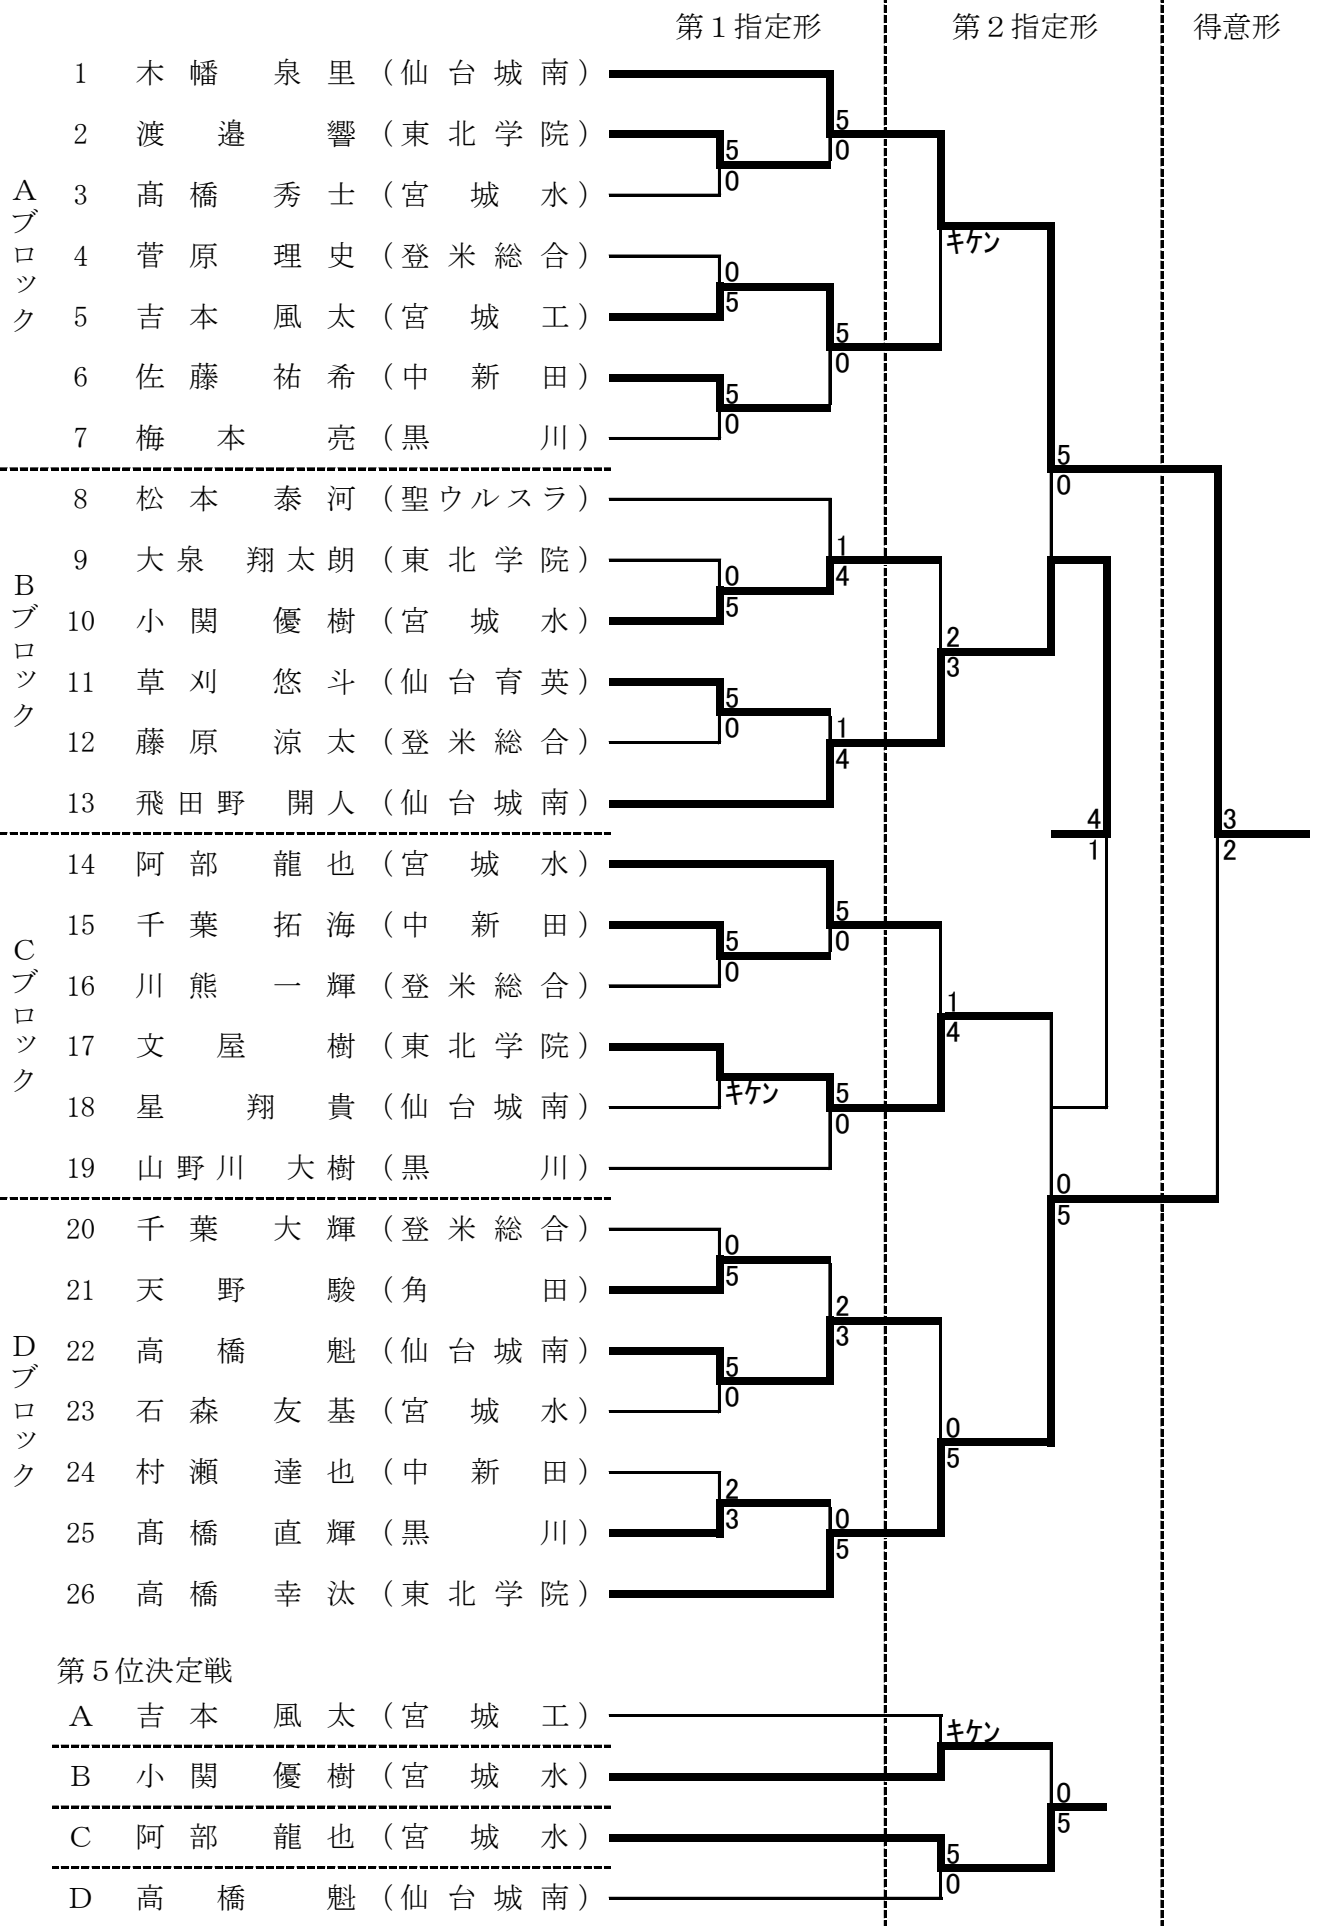 第１指定形 第２指定形 得意形
Aブロック
1 木幡 泉里 （仙台城南）
5
2 渡邉 響 （東北学院）
5 0
3 髙橋 秀士 （宮城水）
0
キケン
4 菅原 理史 （登米総合）
0
5 吉本 風太 （宮城工）
5
5
0
6 佐藤 祐希 （中新田）
5
7 梅本 亮 （黒川）
0
5
0
Bブロック
8 松本 泰河 （聖ウルスラ）
1
9 大泉 翔太朗 （東北学院）
0 4
10 小関 優樹 （宮城水）
5
2
3
11 草刈 悠斗 （仙台育英）
5
12 藤原 涼太 （登米総合）
0 1
4
13 飛田野 開人 （仙台城南）
4 3
1 2
Cブロック
14 阿部 龍也 （宮城水）
5
15 千葉 拓海 （中新田）
5 0
16 川熊 一輝 （登米総合）
0
1
4
17 文屋 樹 （東北学院）
キケン 5
18 星 翔貴 （仙台城南）
0
19 山野川 大樹 （黒川）
0
5
Dブロック
20 千葉 大輝 （登米総合）
0
21 天野 駿 （角田）
5
2
3
22 高橋 魁 （仙台城南）
5
23 石森 友基 （宮城水）
0
0
5
24 村瀬 達也 （中新田）
2
25 髙橋 直輝 （黒川）
3 0
5
26 高橋 幸汰 （東北学院）
第５位決定戦
A 吉本 風太 （宮城工）
キケン
B 小関 優樹 （宮城水）
0
5
C 阿部 龍也 （宮城水）
5
0
D 高橋 魁 （仙台城南）